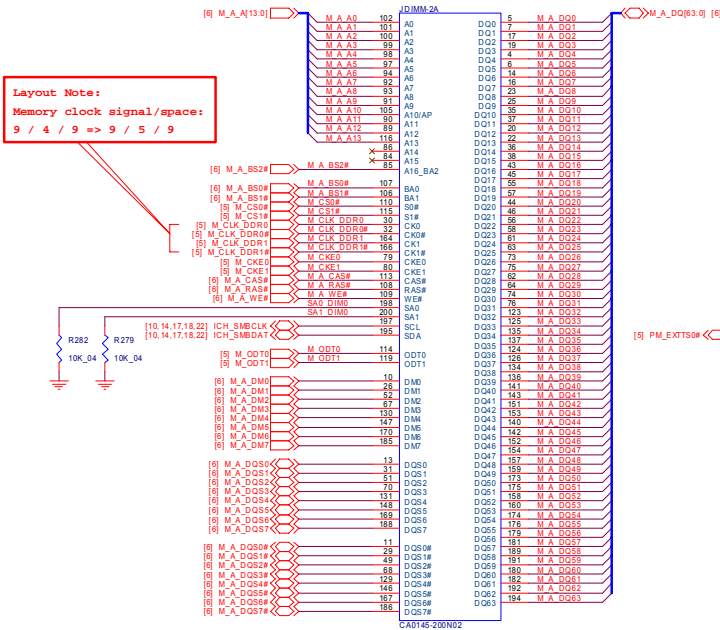 JDIMM-2A
[6] M_A_A[13:0]
M_A_DQ[63:0] [6]
Layout Note:
Memory clock signal/space:
9 / 4 / 9 => 9 / 5 / 9
M_A_A0 102 A0
M_A_A1 101 A1
M_A_A2 100 A2
M_A_A3 99 A3
M_A_A4 98 A4
M_A_A5 97 A5
M_A_A6 94 A6
M_A_A7 92 A7
M_A_A8 93 A8
M_A_A9 91 A9
M_A_A10 105 A10/AP
M_A_A11 90 A11
M_A_A12 89 A12
M_A_A13 116 A13
86 A14
84 A15
[6] M_A_BS2# M_A_BS2# 85 A16_BA2
[6] M_A_BS0# M_A_BS0# 107 BA0
[6] M_A_BS1# M_A_BS1# 106 BA1
[5] M_CS0# M_CS0# 110 S0#
[5] M_CS1# M_CS1# 115 S1#
[5] M_CLK_DDR0 M_CLK_DDR0 30 CK0
[5] M_CLK_DDR0# M_CLK_DDR0# 32 CK0#
[5] M_CLK_DDR1 M_CLK_DDR1 164 CK1
[5] M_CLK_DDR1# M_CLK_DDR1# 166 CK1#
[5] M_CKE0 M_CKE0 79 CKE0
[5] M_CKE1 M_CKE1 80 CKE1
[6] M_A_CAS# M_A_CAS# 113 CAS#
[6] M_A_RAS# M_A_RAS# 108 RAS#
[6] M_A_WE# M_A_WE# 109 WE#
SA0_DIM0 198 SA0
SA1_DIM0 200 SA1
[10,14,17,18,22] ICH_SMBCLK 197 SCL
[10,14,17,18,22] ICH_SMBDAT 195 SDA
R282
10K_04
R279
10K_04
[5] M_ODT0 M_ODT0 114 ODT0
[5] M_ODT1 M_ODT1 119 ODT1
[6] M_A_DM0 10 DM0
[6] M_A_DM1 26 DM1
[6] M_A_DM2 52 DM2
[6] M_A_DM3 67 DM3
[6] M_A_DM4 130 DM4
[6] M_A_DM5 147 DM5
[6] M_A_DM6 170 DM6
[6] M_A_DM7 185 DM7
[6] M_A_DQS0 13 DQS0
[6] M_A_DQS1 31 DQS1
[6] M_A_DQS2 51 DQS2
[6] M_A_DQS3 70 DQS3
[6] M_A_DQS4 131 DQS4
[6] M_A_DQS5 148 DQS5
[6] M_A_DQS6 169 DQS6
[6] M_A_DQS7 188 DQS7
[6] M_A_DQS0# 11 DQS0#
[6] M_A_DQS1# 29 DQS1#
[6] M_A_DQS2# 49 DQS2#
[6] M_A_DQS3# 68 DQS3#
[6] M_A_DQS4# 129 DQS4#
[6] M_A_DQS5# 146 DQS5#
[6] M_A_DQS6# 167 DQS6#
[6] M_A_DQS7# 186 DQS7#
DQ0 5 M_A_DQ0
DQ1 7 M_A_DQ1
DQ2 17 M_A_DQ2
DQ3 19 M_A_DQ3
DQ4 4 M_A_DQ4
DQ5 6 M_A_DQ5
DQ6 14 M_A_DQ6
DQ7 16 M_A_DQ7
DQ8 23 M_A_DQ8
DQ9 25 M_A_DQ9
DQ10 35 M_A_DQ10
DQ11 37 M_A_DQ11
DQ12 20 M_A_DQ12
DQ13 22 M_A_DQ13
DQ14 36 M_A_DQ14
DQ15 38 M_A_DQ15
DQ16 43 M_A_DQ16
DQ17 45 M_A_DQ17
DQ18 55 M_A_DQ18
DQ19 57 M_A_DQ19
DQ20 44 M_A_DQ20
DQ21 46 M_A_DQ21
DQ22 56 M_A_DQ22
DQ23 58 M_A_DQ23
DQ24 61 M_A_DQ24
DQ25 63 M_A_DQ25
DQ26 73 M_A_DQ26
DQ27 75 M_A_DQ27
DQ28 62 M_A_DQ28
DQ29 64 M_A_DQ29
DQ30 74 M_A_DQ30
DQ31 76 M_A_DQ31
DQ32 123 M_A_DQ32
DQ33 125 M_A_DQ33
DQ34 135 M_A_DQ34
DQ35 137 M_A_DQ35
DQ36 124 M_A_DQ36
DQ37 126 M_A_DQ37
DQ38 134 M_A_DQ38
DQ39 136 M_A_DQ39
DQ40 141 M_A_DQ40
DQ41 143 M_A_DQ41
DQ42 151 M_A_DQ42
DQ43 153 M_A_DQ43
DQ44 140 M_A_DQ44
DQ45 142 M_A_DQ45
DQ46 152 M_A_DQ46
DQ47 154 M_A_DQ47
DQ48 157 M_A_DQ48
DQ49 159 M_A_DQ49
DQ50 173 M_A_DQ50
DQ51 175 M_A_DQ51
DQ52 158 M_A_DQ52
DQ53 160 M_A_DQ53
DQ54 174 M_A_DQ54
DQ55 176 M_A_DQ55
DQ56 179 M_A_DQ56
DQ57 181 M_A_DQ57
DQ58 189 M_A_DQ58
DQ59 191 M_A_DQ59
DQ60 180 M_A_DQ60
DQ61 182 M_A_DQ61
DQ62 192 M_A_DQ62
DQ63 194 M_A_DQ63
[5] PM_EXTTS0#
CA0145-200N02